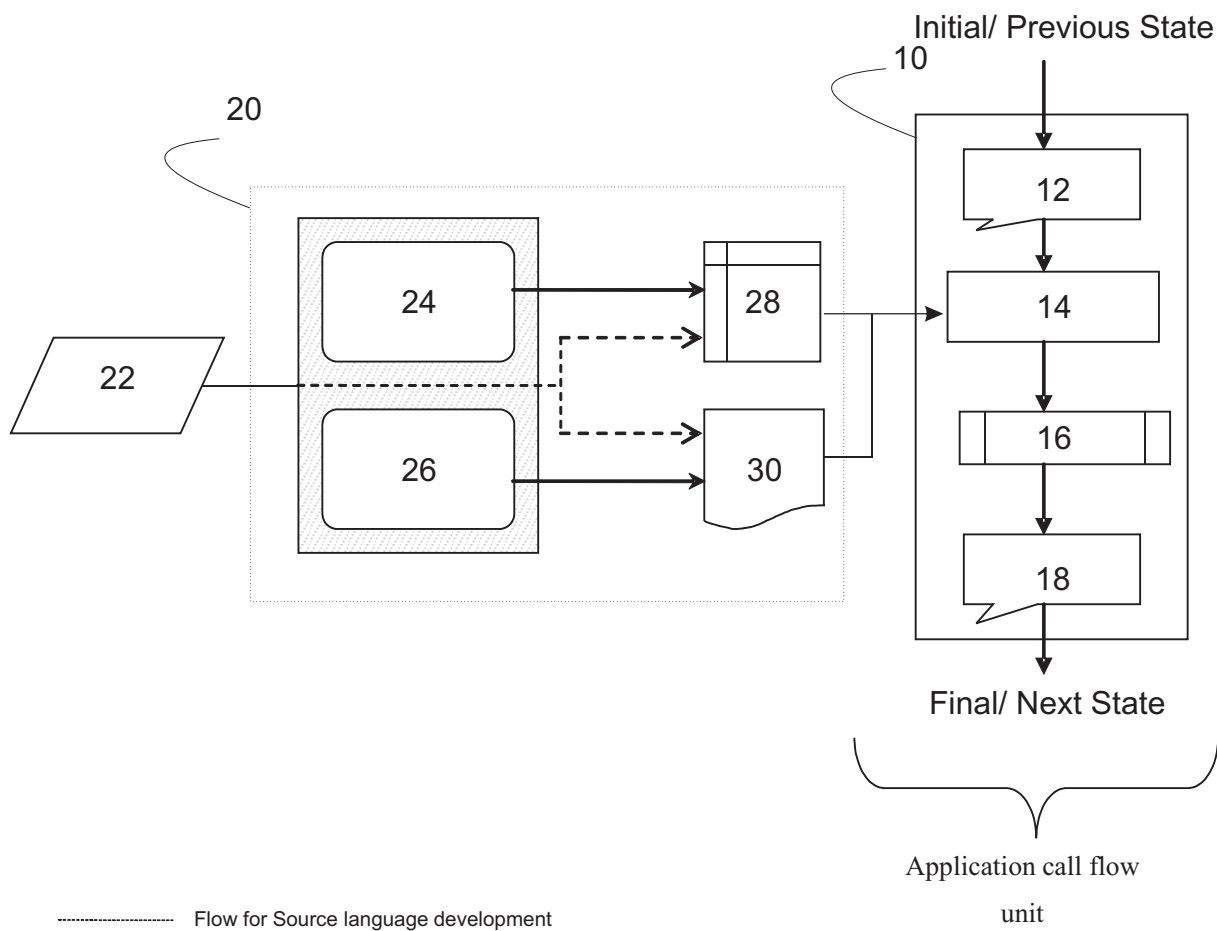 Initial/ Previous State
10
20
12
24
28
14
22
16
26
30
18
Final/ Next State
Application call flow
unit
Flow for Source language development